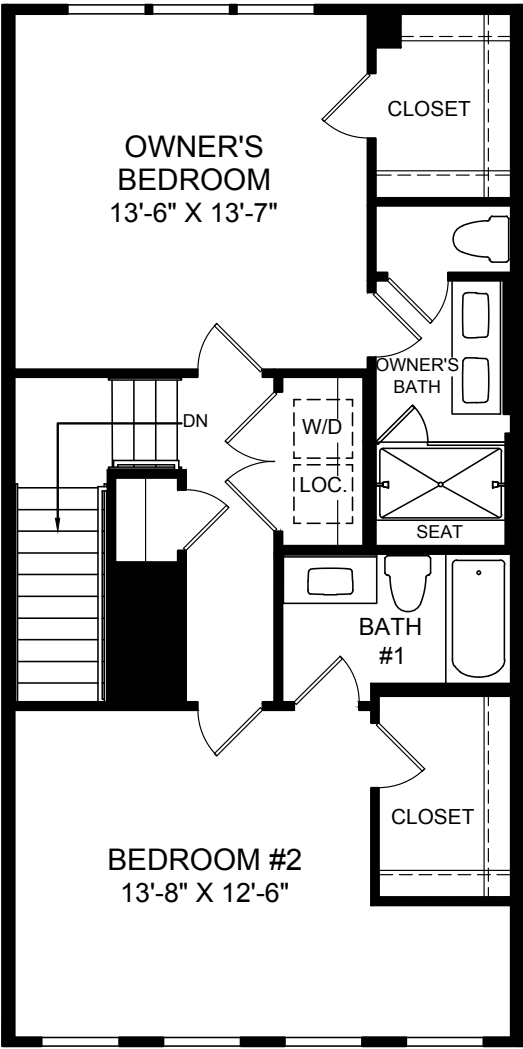 CLOSET
OWNER'S
BEDROOM
13'-6" X 13'-7"
OWNER'S
BATH
DN
W/D
LOC.
SEAT
BATH
#1
CLOSET
BEDROOM #2
13'-8" X 12'-6"